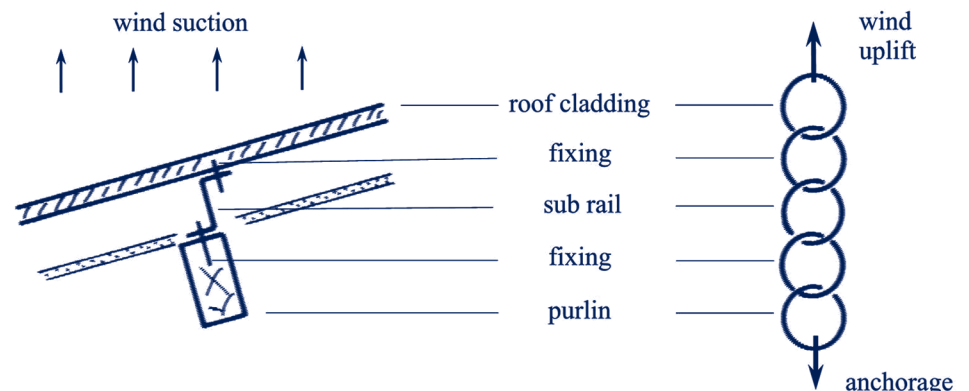 wind suction
wind
uplift
roof cladding
fixing
sub rail
fixing
purlin
anchorage